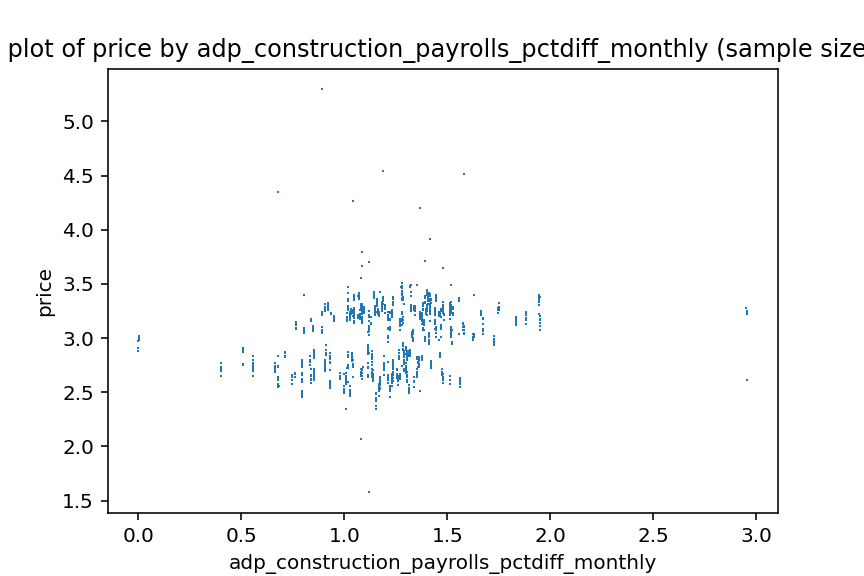 plot of price by adp_construction_payrolls_pctdiff_monthly (sample size
5.0
4.5
4.0
3.5
3.0
2.5
2.0
1.5
price
0.0 0.5 1.0 1.5 2.0 2.5 3.0
adp_construction_payrolls_pctdiff_monthly